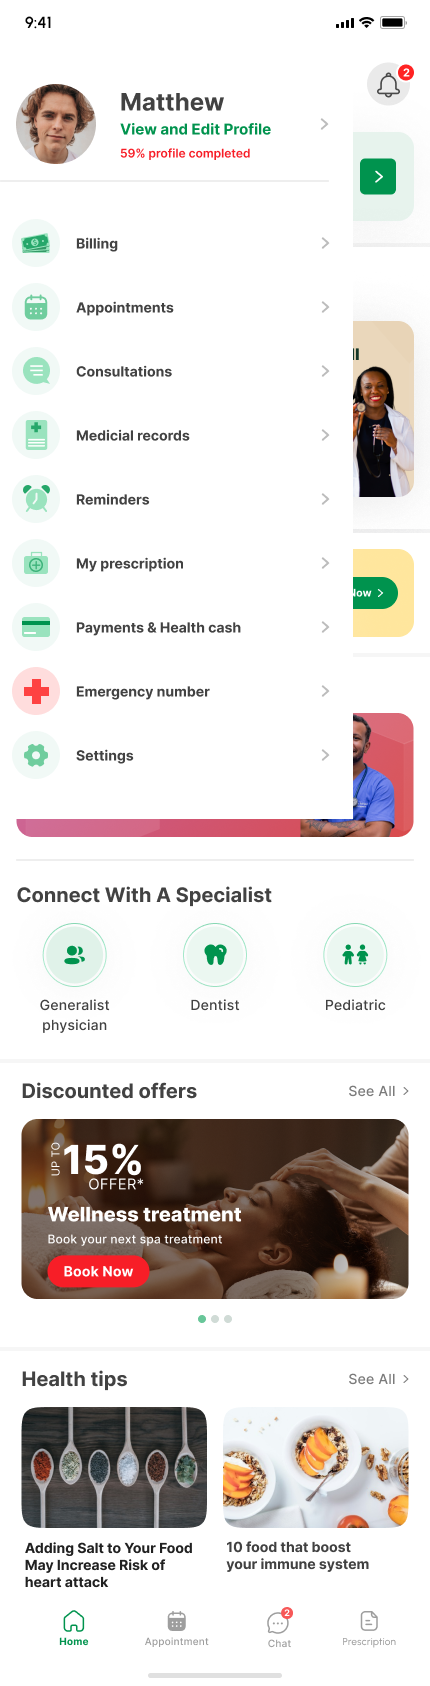 9:41
2
Matthew
View and Edit Profile
59% profile completed
Billing
Appointments
Consultations
Medicial records
Reminders
My prescription
Now
Payments & Health cash
Emergency number
Settings
Connect With A Specialist
Generalist
physician
Dentist
Pediatric
Discounted offers
See All
UP TO
15%
OFFER*
Wellness treatment
Book your next spa treatment
Book Now
Health tips
See All
Adding Salt to Your Food
May Increase Risk of
heart attack
10 food that boost
your immune system
Home
Appointment
2
Chat
Prescription